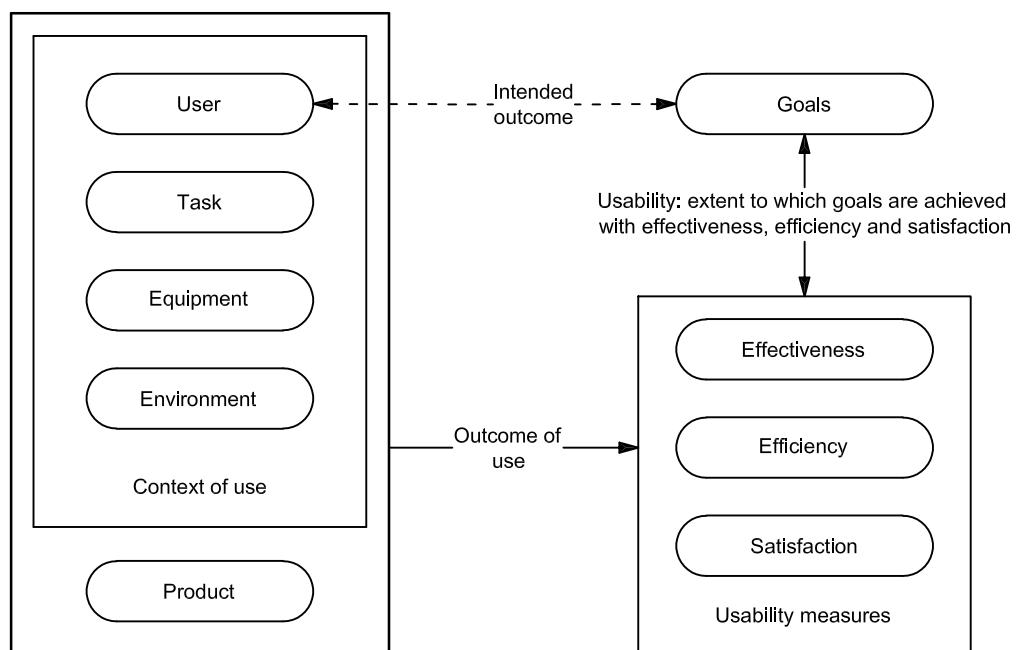 User
Intended
outcome
Goals
Task
Usability: extent to which goals are achieved
with effectiveness, efficiency and satisfaction
Equipment
Effectiveness
Environment
Outcome of
use
Efficiency
Context of use
Satisfaction
Product
Usability measures